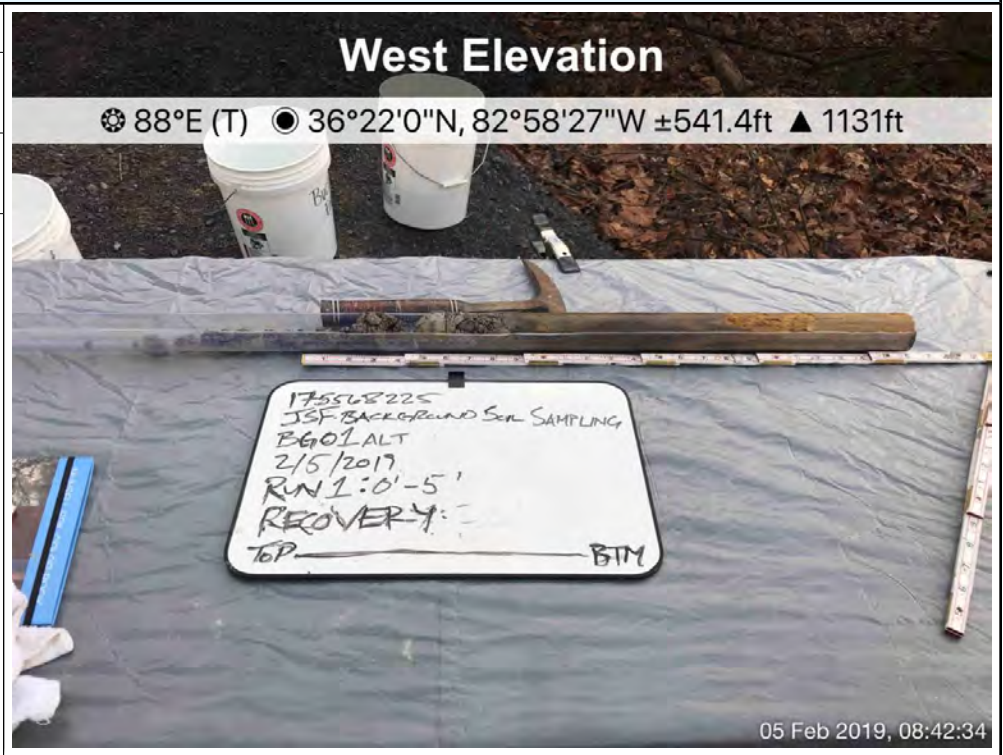 West Elevation
88°E (T) 36°22'0"N, 82°58'27"W ±541.4ft ▲ 1131ft
175568225
JSF BACKGROUND SOIL SAMPLING
BG01 ALT
2/5/2019
RUN 1: 0'-5'
RECOVERY:
TOP BTM
05 Feb 2019, 08:42:34